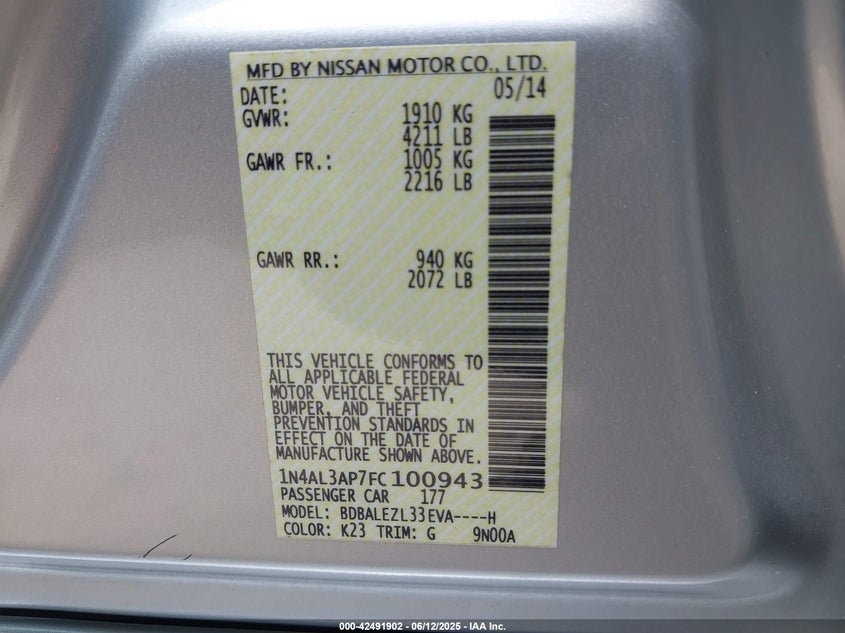 MFD BY NISSAN MOTOR CO., LTD.
DATE: 05/14
GVWR: 1910 KG
4211 LB
GAWR FR.: 1005 KG
2216 LB
GAWR RR.: 940 KG
2072 LB
THIS VEHICLE CONFORMS TO
ALL APPLICABLE FEDERAL
MOTOR VEHICLE SAFETY,
BUMPER, AND THEFT
PREVENTION STANDARDS IN
EFFECT ON THE DATE OF
MANUFACTURE SHOWN ABOVE.
1N4AL3AP7FC100943
PASSENGER CAR 177
MODEL: BDBALEZL33EVA----H
COLOR: K23 TRIM: G 9N00A
000-42491902 - 06/12/2025 - IAA Inc.